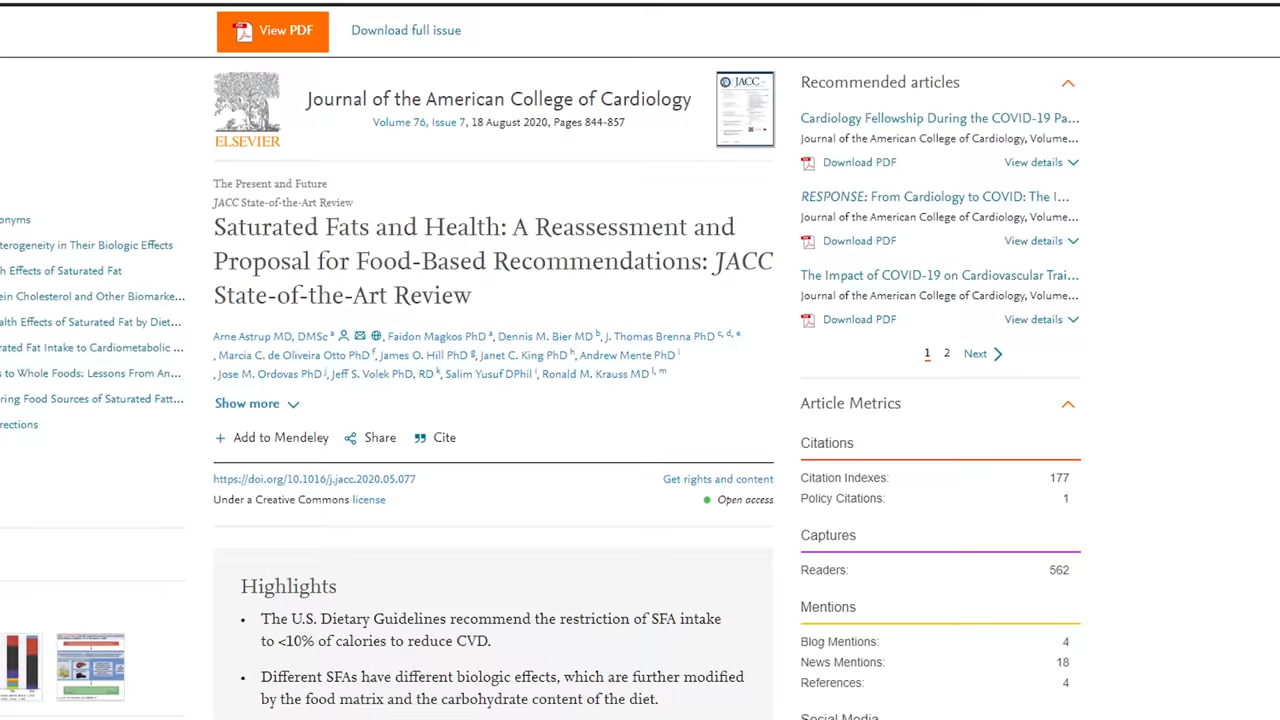 View PDF
Download full issue
ELSEVIER
Journal of the American College of Cardiology
Volume 76, Issue 7, 18 August 2020, Pages 844-857
JACC
The Present and Future
JACC State-of-the-Art Review
Saturated Fats and Health: A Reassessment and
Proposal for Food-Based Recommendations: JACC
State-of-the-Art Review
Arne Astrup MD, DMSc a, Faidon Magkos PhD a, Dennis M. Bier MD b, J. Thomas Brenna PhD c, d, e
, Marcia C. de Oliveira Otto PhD f, James O. Hill PhD g, Janet C. King PhD h, Andrew Mente PhD i
, Jose M. Ordovas PhD j, Jeff S. Volek PhD, RD k, Salim Yusuf DPhil i, Ronald M. Krauss MD l, m
Show more
+ Add to Mendeley Share Cite
https://doi.org/10.1016/j.jacc.2020.05.077
Get rights and content
Under a Creative Commons license
Open access
Highlights
• The U.S. Dietary Guidelines recommend the restriction of SFA intake
to <10% of calories to reduce CVD.
• Different SFAs have different biologic effects, which are further modified
by the food matrix and the carbohydrate content of the diet.
onyms
terogeneity in Their Biologic Effects
h Effects of Saturated Fat
ein Cholesterol and Other Biomarke...
alth Effects of Saturated Fat by Diet...
rated Fat Intake to Cardiometabolic ...
s to Whole Foods: Lessons From An...
ring Food Sources of Saturated Fatt...
rections
Recommended articles
Cardiology Fellowship During the COVID-19 Pa...
Journal of the American College of Cardiology, Volume...
Download PDF
View details
RESPONSE: From Cardiology to COVID: The I...
Journal of the American College of Cardiology, Volume...
Download PDF
View details
The Impact of COVID-19 on Cardiovascular Trai...
Journal of the American College of Cardiology, Volume...
Download PDF
View details
1 2 Next
Article Metrics
Citations
Citation Indexes: 177
Policy Citations: 1
Captures
Readers: 562
Mentions
Blog Mentions: 4
News Mentions: 18
References: 4
Social Media